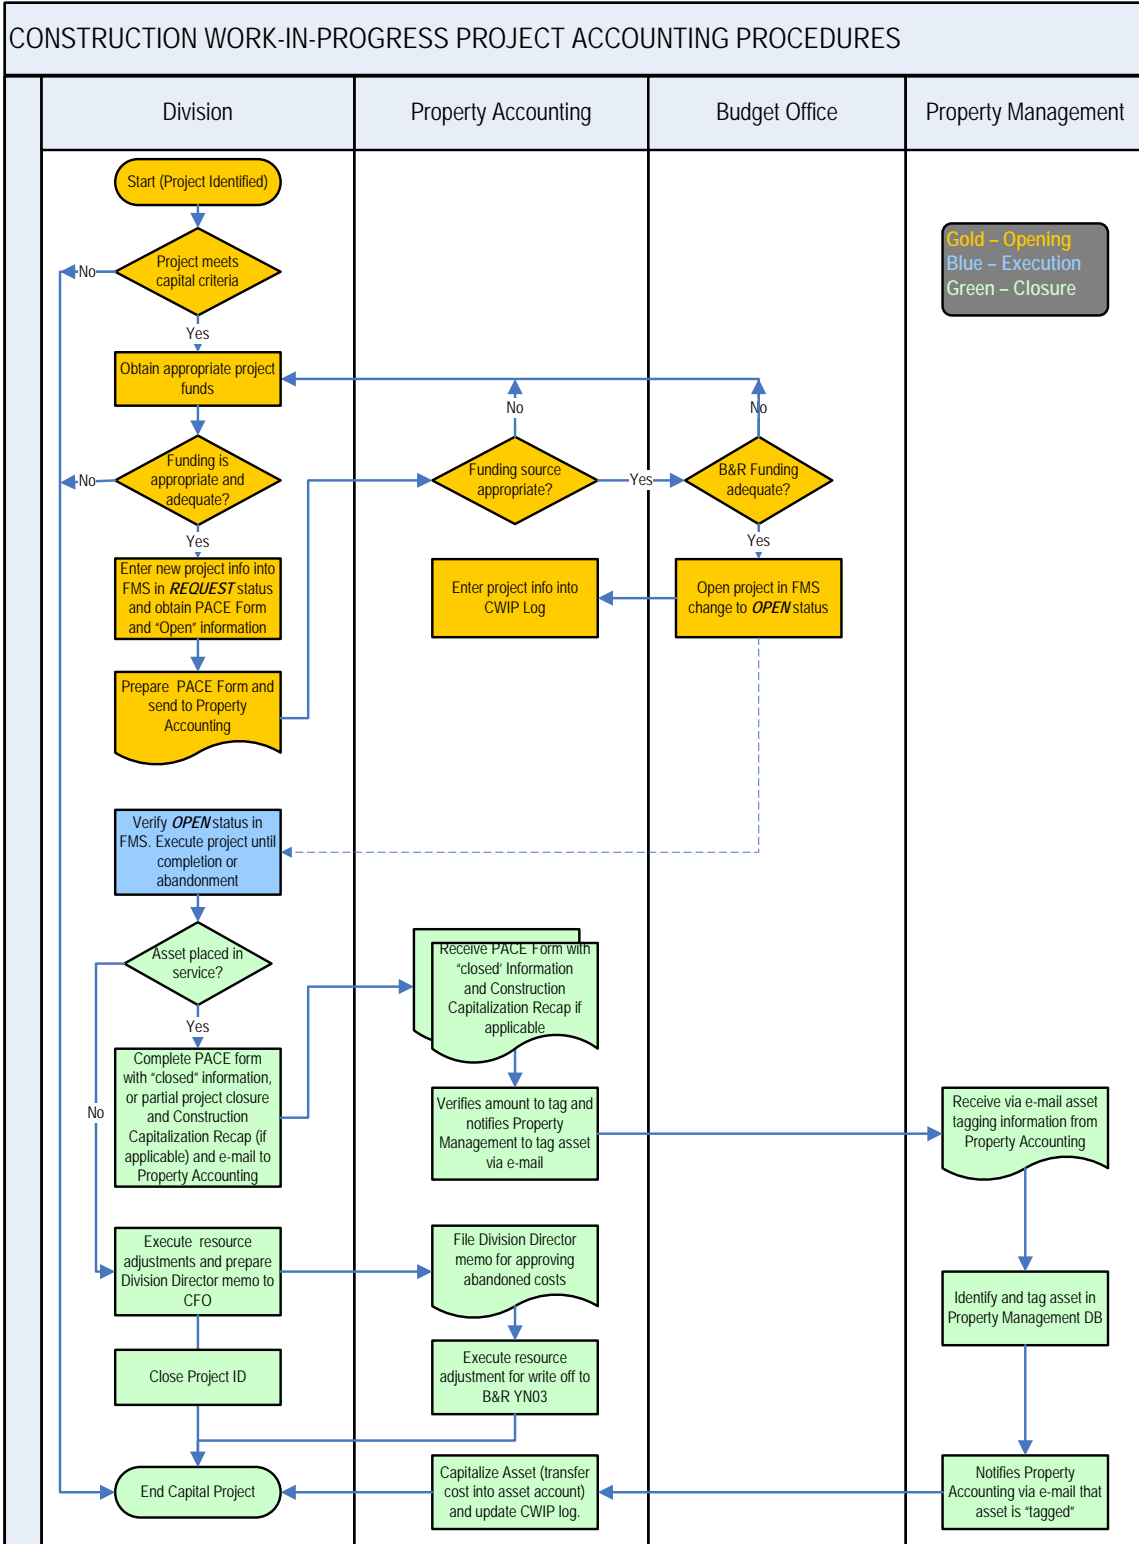 CONSTRUCTION WORK-IN-PROGRESS PROJECT ACCOUNTING PROCEDURES
Division
Property Accounting
Budget Office
Property Management
Start (Project Identified)
Gold – Opening
Blue – Execution
Green – Closure
Project meets
capital criteria
No
Yes
Obtain appropriate project
funds
No
No
Funding is
appropriate and
adequate?
No
Funding source
appropriate?
Yes
B&R Funding
adequate?
Yes
Yes
Enter new project info into
FMS in REQUEST status
and obtain PACE Form
and “Open” information
Enter project info into
CWIP Log
Open project in FMS
change to OPEN status
Prepare PACE Form and
send to Property
Accounting
Verify OPEN status in
FMS. Execute project until
completion or
abandonment
Asset placed in
service?
Receive PACE Form with
“closed’ Information
and Construction
Capitalization Recap if
applicable
Yes
No
Complete PACE form
with “closed” information,
or partial project closure
and Construction
Capitalization Recap (if
applicable) and e-mail to
Property Accounting
Verifies amount to tag and
notifies Property
Management to tag asset
via e-mail
Receive via e-mail asset
tagging information from
Property Accounting
Execute resource
adjustments and prepare
Division Director memo to
CFO
File Division Director
memo for approving
abandoned costs
Identify and tag asset in
Property Management DB
Close Project ID
Execute resource
adjustment for write off to
B&R YN03
End Capital Project
Capitalize Asset (transfer
cost into asset account)
and update CWIP log.
Notifies Property
Accounting via e-mail that
asset is “tagged”